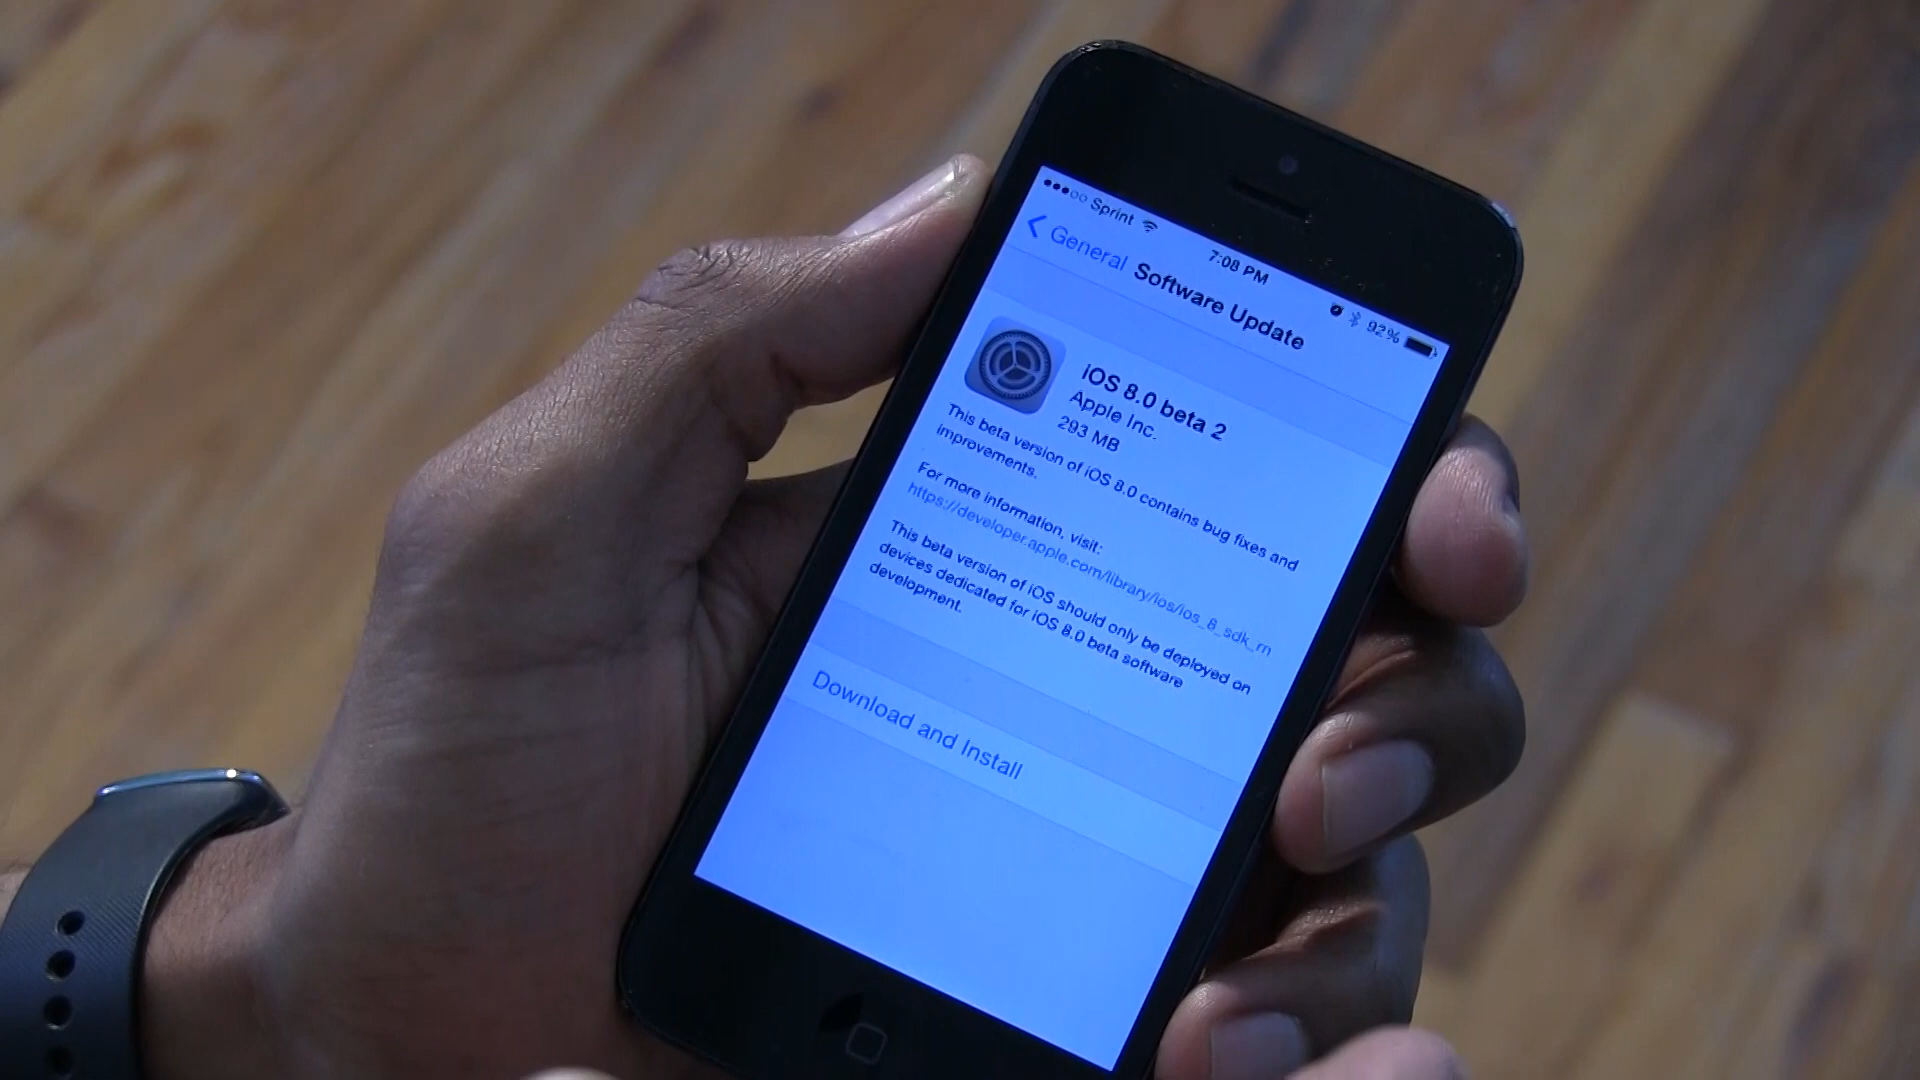 Sprint 7:08 PM 92%
General Software Update
iOS 8.0 beta 2
Apple Inc.
293 MB
This beta version of iOS 8.0 contains bug fixes and
improvements.
For more information, visit:
https://developer.apple.com/library/ios/ios_8_sdk_rn
This beta version of iOS should only be deployed on
devices dedicated for iOS 8.0 beta software
development.
Download and Install